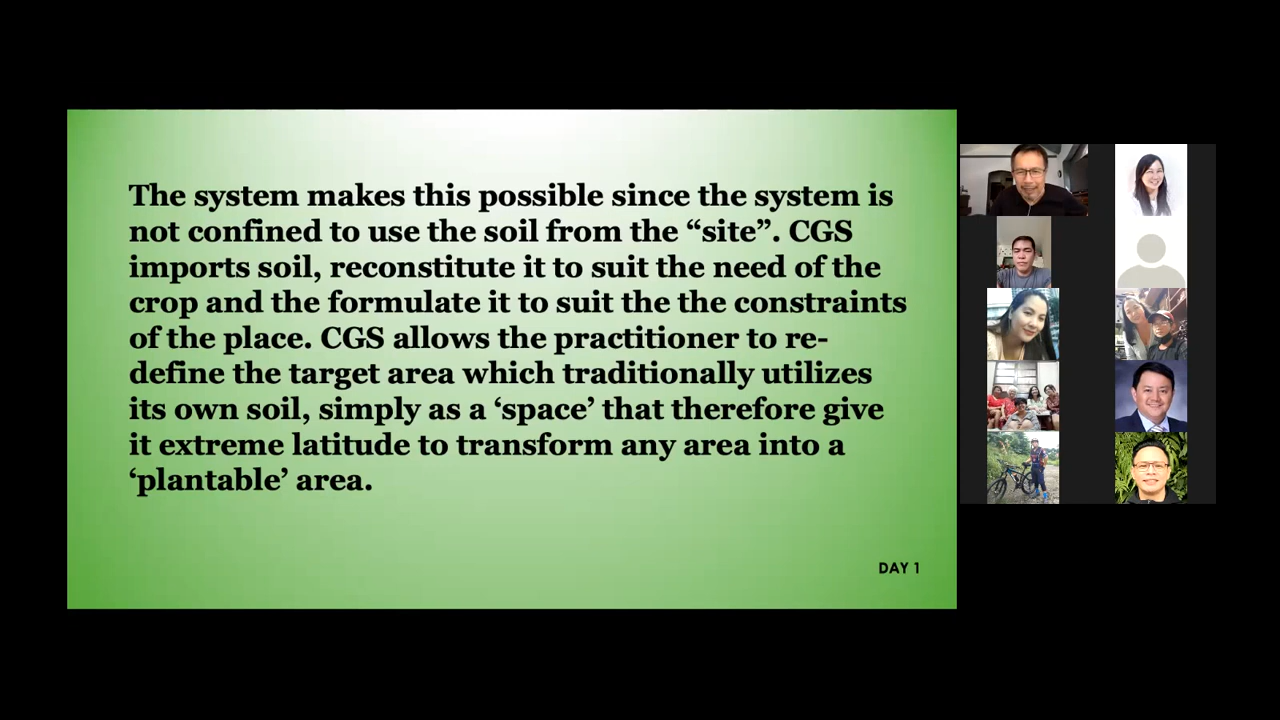 The system makes this possible since the system is
not confined to use the soil from the “site”. CGS
imports soil, reconstitute it to suit the need of the
crop and the formulate it to suit the the constraints
of the place. CGS allows the practitioner to re-
define the target area which traditionally utilizes
its own soil, simply as a ‘space’ that therefore give
it extreme latitude to transform any area into a
‘plantable’ area.
DAY 1